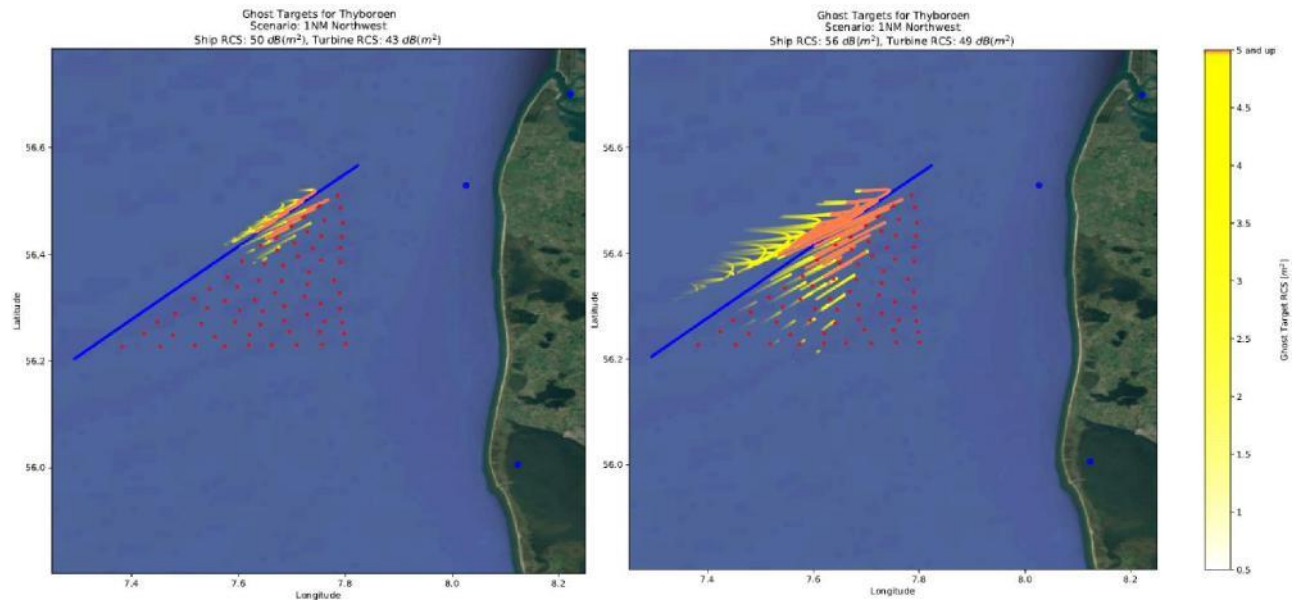 Ghost Targets for Thyboroen
Scenario: 1NM Northwest
Ship RCS: 50 dB(m²), Turbine RCS: 43 dB(m²)
56.6
56.4
56.2
56.0
Latitude
7.4
7.6
7.8
8.0
8.2
Longitude
Ghost Targets for Thyboroen
Scenario: 1NM Northwest
Ship RCS: 56 dB(m²), Turbine RCS: 49 dB(m²)
56.6
56.4
56.2
56.0
Latitude
7.4
7.6
7.8
8.0
8.2
Longitude
5 and up
4.5
4
3.5
3
2.5
2
1.5
1
0.5
Ghost Target RCS [m²]